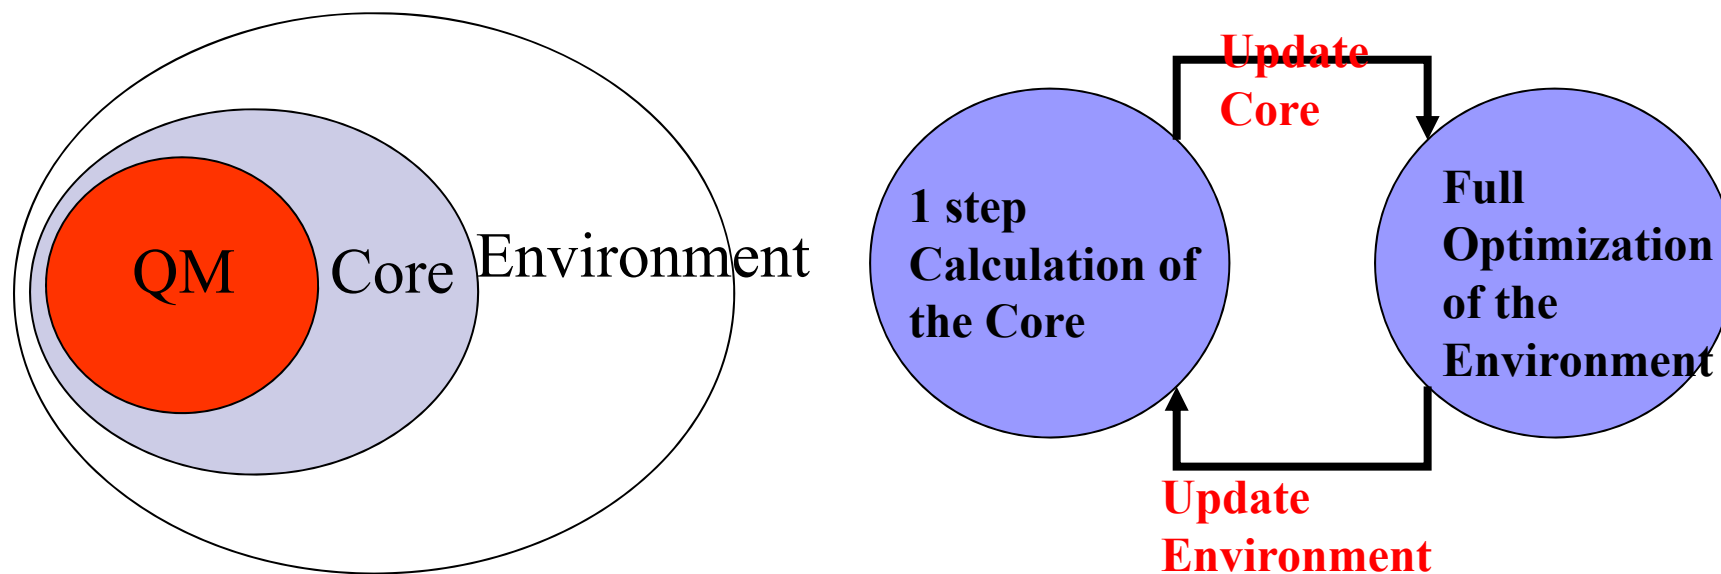 QM
Core
Environment
1 step
Calculation of
the Core
Update
Core
Full
Optimization
of the
Environment
Update
Environment